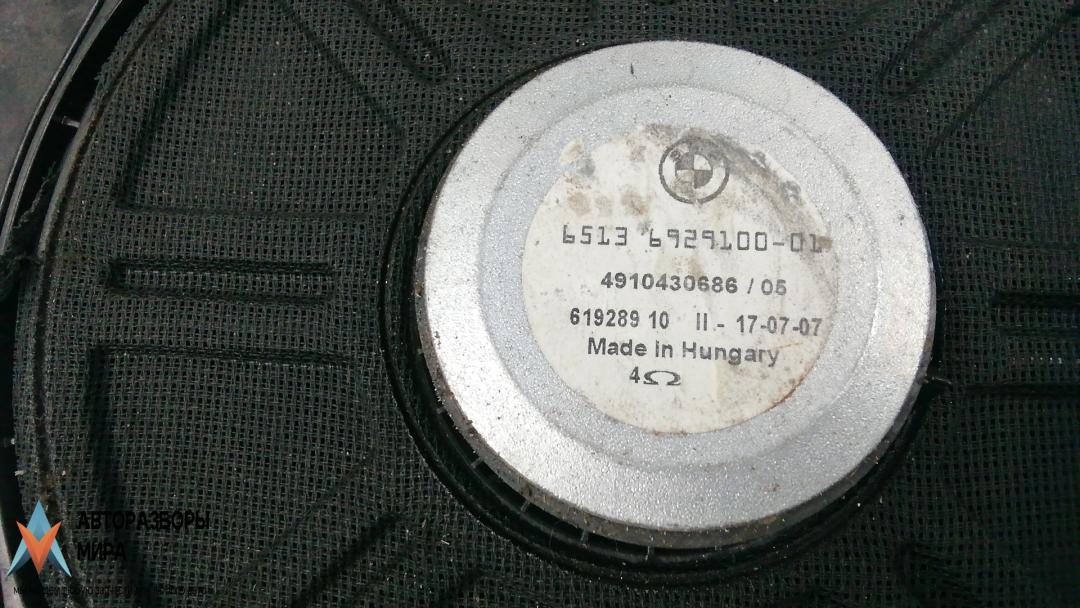 6513 6929100-01
4910430686 / 05
619289 10 II - 17-07-07
Made in Hungary
4Ω
АВТОРАЗБОРЫ
МИРА